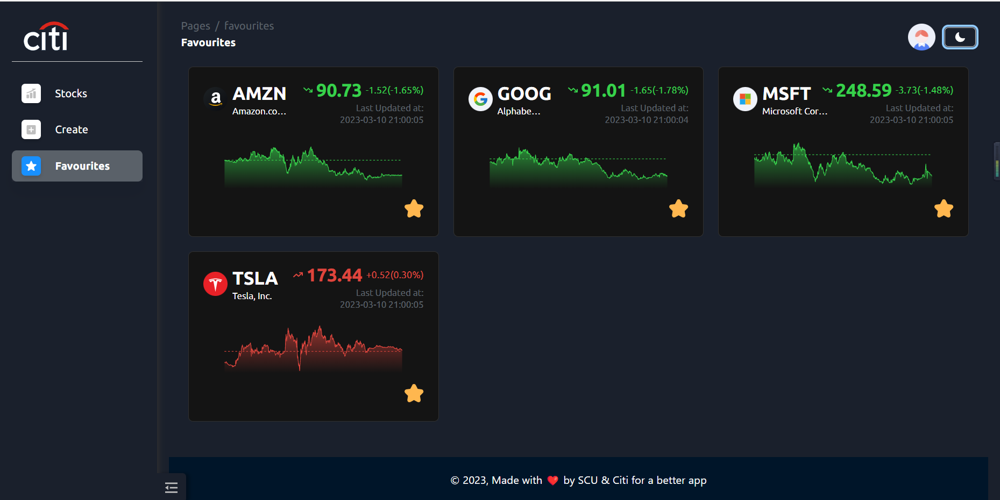 citi
Stocks
Create
Favourites
Pages / favourites
Favourites
AMZN
90.73 -1.52(-1.65%)
Amazon.co...
Last Updated at:
2023-03-10 21:00:05
GOOG
91.01 -1.65(-1.78%)
Alphabe...
Last Updated at:
2023-03-10 21:00:04
MSFT
248.59 -3.73(-1.48%)
Microsoft Cor...
Last Updated at:
2023-03-10 21:00:05
TSLA
173.44 +0.52(0.30%)
Tesla, Inc.
Last Updated at:
2023-03-10 21:00:05
© 2023, Made with ❤️ by SCU & Citi for a better app